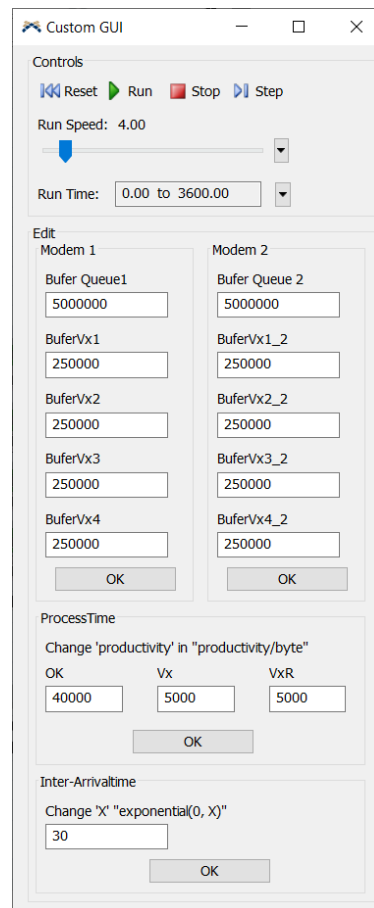 Custom GUI
Controls
Reset Run Stop Step
Run Speed: 4.00
Run Time: 0.00 to 3600.00
Edit
Modem 1
Bufer Queue1
5000000
BuferVx1
250000
BuferVx2
250000
BuferVx3
250000
BuferVx4
250000
OK
Modem 2
Bufer Queue 2
5000000
BuferVx1_2
250000
BuferVx2_2
250000
BuferVx3_2
250000
BuferVx4_2
250000
OK
ProcessTime
Change 'productivity' in "productivity/byte"
OK Vx VxR
40000 5000 5000
OK
Inter-Arrivaltime
Change 'X' "exponential(0, X)"
30
OK